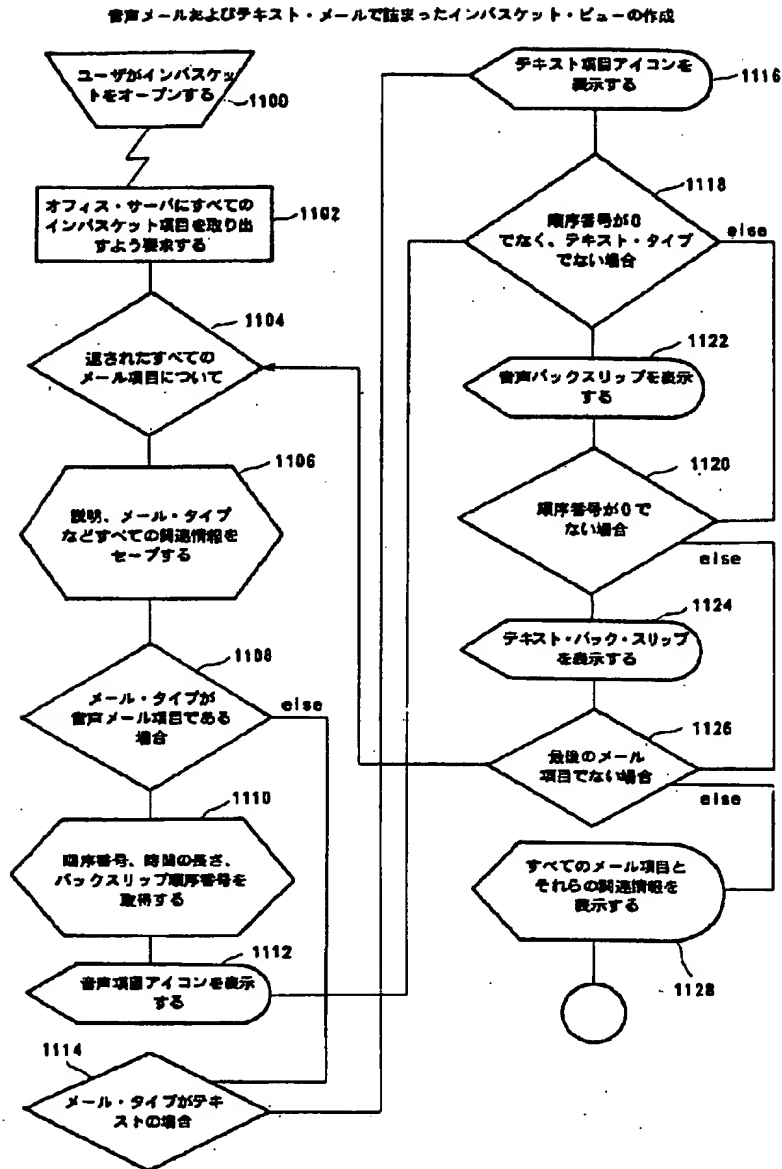 音声メールおよびテキスト・メールで詰まったインバスケット・ビューの作成
ユーザがインバスケッ
トをオープンする
1100
オフィス・サーバにすべての
インバスケット項目を取り出
すよう要求する
1102
1104
返されたすべての
メール項目について
1106
説明、メール・タイプ
などすべての関連情報を
セーブする
1108
メール・タイプが
音声メール項目である
場合
else
1110
順序番号、時間の長さ、
バックスリップ順序番号を
取得する
1112
音声項目アイコンを表示
する
1114
メール・タイプがテキ
ストの場合
テキスト項目アイコンを
表示する
1116
1118
順序番号が0
でなく、テキスト・タイプ
でない場合
else
1122
音声バックスリップを表示
する
1120
順序番号が0で
ない場合
else
1124
テキスト・バック・スリップ
を表示する
1126
最後のメール
項目でない場合
else
すべてのメール項目と
それらの関連情報を
表示する
1128